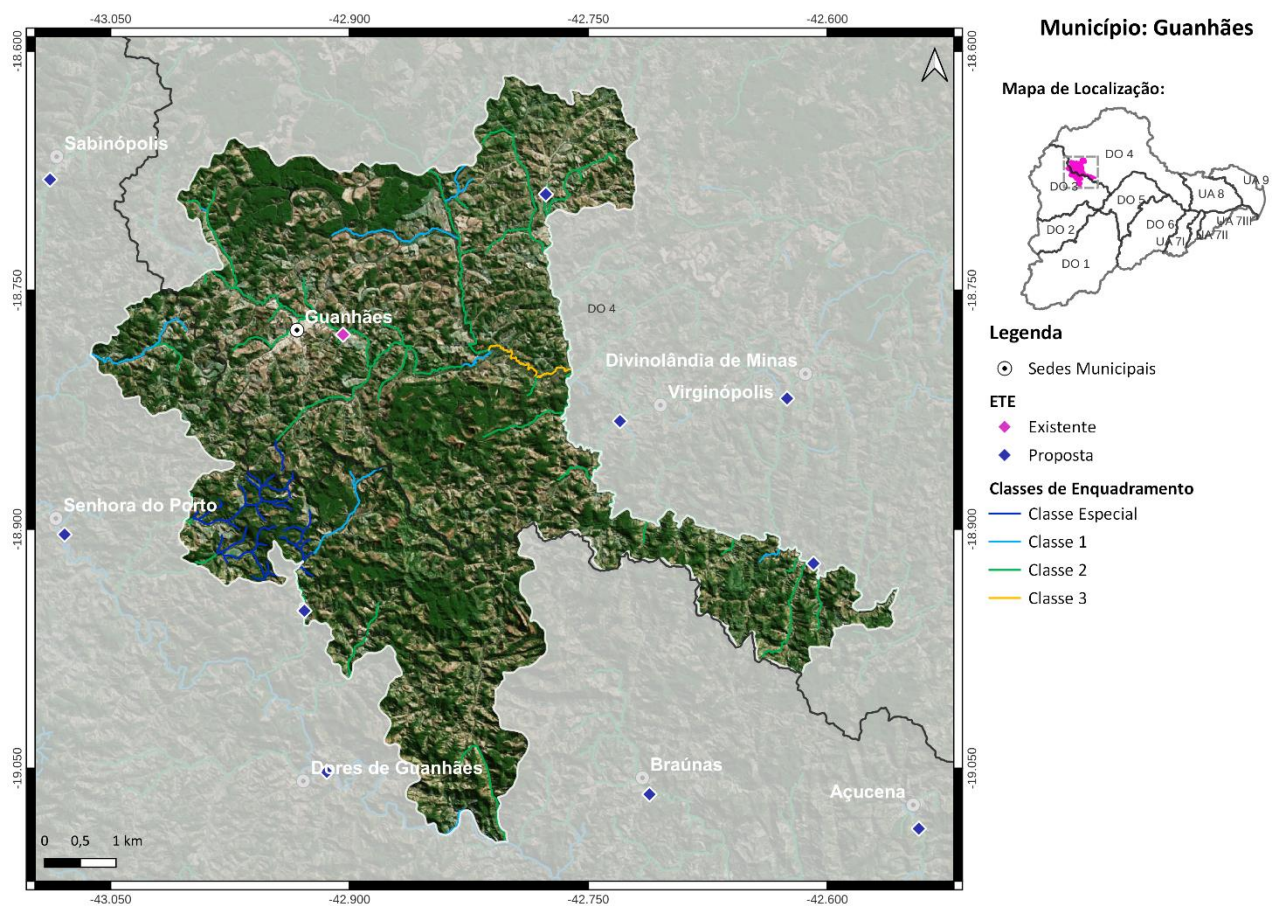 -43.050
-42.900
-42.750
-42.600
Município: Guanhães
-18.600
-18.600
Mapa de Localização:
Sabinópolis
DO 4
DO 3
UA 9
UA 8
DO 5
UA 7III
DO 2
DO 6
UA 7II
UA 7I
DO 1
-18.750
-18.750
DO 4
Guanhães
Legenda
Divinolândia de Minas
Sedes Municipais
Virginópolis
ETE
Existente
Proposta
Classes de Enquadramento
Senhora do Porto
Classe Especial
-18.900
-18.900
Classe 1
Classe 2
Classe 3
Dores de Guanhães
Braúnas
-19.050
-19.050
Açucena
0 0,5 1 km
-43.050
-42.900
-42.750
-42.600